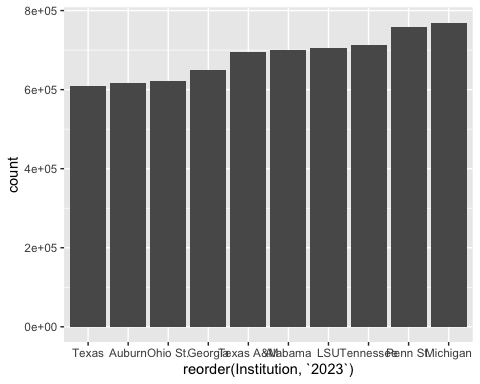 8e+05
6e+05
4e+05
2e+05
0e+00
count
Texas Auburn Ohio St. Georgia Texas A&M Alabama LSU Tennessee Penn St. Michigan
reorder(Institution, `2023`)